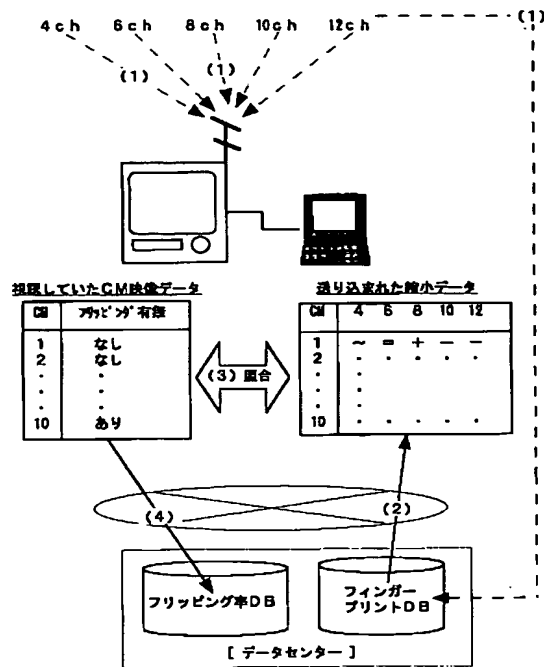 4ch 6ch 8ch 10ch 12ch (1)
(1) (1)
視聴していたCM映像データ
CM フリッピング有無
1 なし
2 なし
・
・
・
10 あり
送り込まれた縮小データ
CM 4 6 8 10 12
1 ~ = + − −
2 ・ ・ ・ ・ ・
・
・
・
10 ・ ・ ・ ・ ・
(3)照合
(4) (2)
フリッピング率DB
フィンガー
プリントDB
[データセンター]